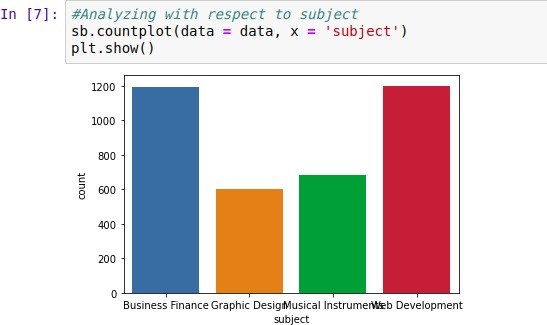 In [7]: #Analyzing with respect to subject
sb.countplot(data = data, x = 'subject')
plt.show()
1200
1000
800
600
400
200
0
count
Business Finance Graphic Design Musical Instruments Web Development
subject